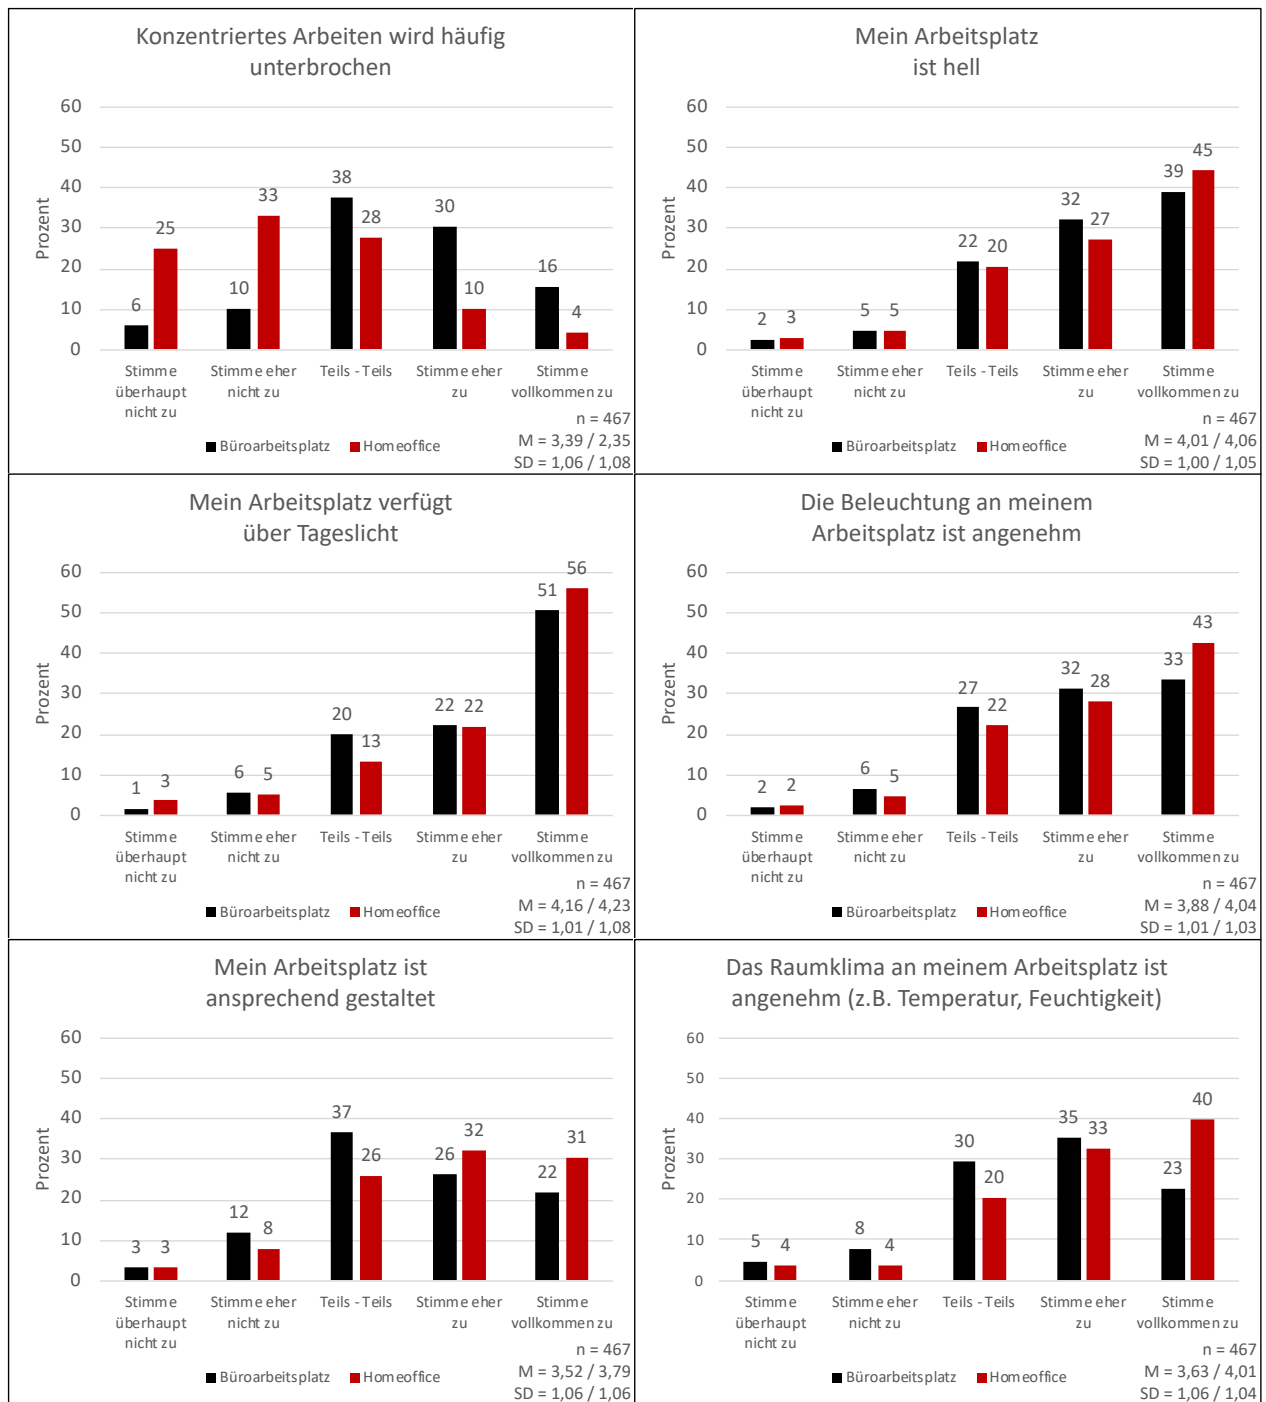 Konzentriertes Arbeiten wird häufig
unterbrochen
60
50
40
30
20
10
0
Prozent
6 25 10 33 38 28 30 10 16 4
Stimme überhaupt nicht zu
Stimme eher nicht zu
Teils - Teils
Stimme eher zu
Stimme vollkommen zu
Büroarbeitsplatz Homeoffice
n = 467
M = 3,39 / 2,35
SD = 1,06 / 1,08
Mein Arbeitsplatz
ist hell
60
50
40
30
20
10
0
Prozent
2 3 5 5 22 20 32 27 39 45
Stimme überhaupt nicht zu
Stimme eher nicht zu
Teils - Teils
Stimme eher zu
Stimme vollkommen zu
Büroarbeitsplatz Homeoffice
n = 467
M = 4,01 / 4,06
SD = 1,00 / 1,05
Mein Arbeitsplatz verfügt
über Tageslicht
60
50
40
30
20
10
0
Prozent
1 3 6 5 20 13 22 22 51 56
Stimme überhaupt nicht zu
Stimme eher nicht zu
Teils - Teils
Stimme eher zu
Stimme vollkommen zu
Büroarbeitsplatz Homeoffice
n = 467
M = 4,16 / 4,23
SD = 1,01 / 1,08
Die Beleuchtung an meinem
Arbeitsplatz ist angenehm
60
50
40
30
20
10
0
Prozent
2 2 6 5 27 22 32 28 33 43
Stimme überhaupt nicht zu
Stimme eher nicht zu
Teils - Teils
Stimme eher zu
Stimme vollkommen zu
Büroarbeitsplatz Homeoffice
n = 467
M = 3,88 / 4,04
SD = 1,01 / 1,03
Mein Arbeitsplatz ist
ansprechend gestaltet
60
50
40
30
20
10
0
Prozent
3 3 12 8 37 26 26 32 22 31
Stimme überhaupt nicht zu
Stimme eher nicht zu
Teils - Teils
Stimme eher zu
Stimme vollkommen zu
Büroarbeitsplatz Homeoffice
n = 467
M = 3,52 / 3,79
SD = 1,06 / 1,06
Das Raumklima an meinem Arbeitsplatz ist
angenehm (z.B. Temperatur, Feuchtigkeit)
60
50
40
30
20
10
0
Prozent
5 4 8 4 30 20 35 33 23 40
Stimme überhaupt nicht zu
Stimme eher nicht zu
Teils - Teils
Stimme eher zu
Stimme vollkommen zu
Büroarbeitsplatz Homeoffice
n = 467
M = 3,63 / 4,01
SD = 1,06 / 1,04